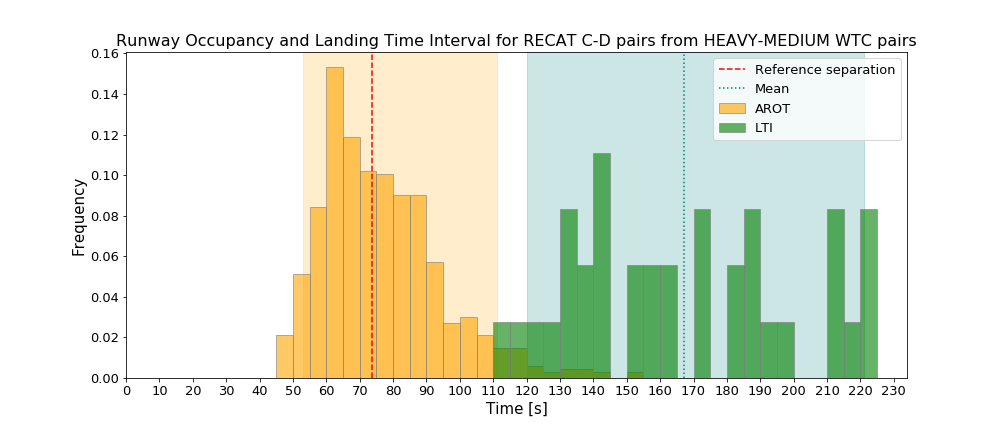 Runway Occupancy and Landing Time Interval for RECAT C-D pairs from HEAVY-MEDIUM WTC pairs
0.16
0.14
0.12
0.10
0.08
0.06
0.04
0.02
0.00
Frequency
Reference separation
Mean
AROT
LTI
0 10 20 30 40 50 60 70 80 90 100 110 120 130 140 150 160 170 180 190 200 210 220 230
Time [s]